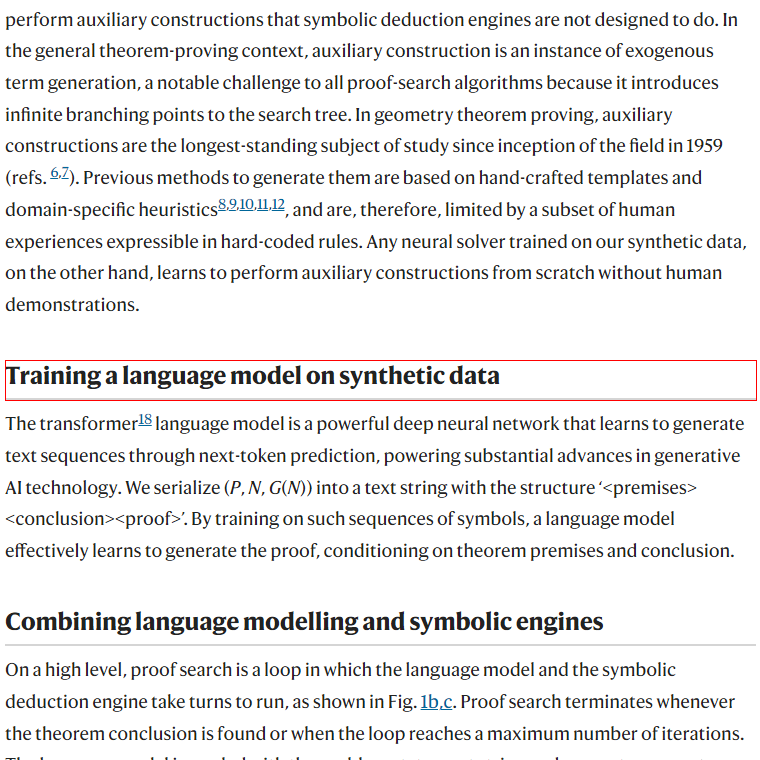 perform auxiliary constructions that symbolic deduction engines are not designed to do. In
the general theorem-proving context, auxiliary construction is an instance of exogenous
term generation, a notable challenge to all proof-search algorithms because it introduces
infinite branching points to the search tree. In geometry theorem proving, auxiliary
constructions are the longest-standing subject of study since inception of the field in 1959
(refs. 6,7). Previous methods to generate them are based on hand-crafted templates and
domain-specific heuristics8,9,10,11,12, and are, therefore, limited by a subset of human
experiences expressible in hard-coded rules. Any neural solver trained on our synthetic data,
on the other hand, learns to perform auxiliary constructions from scratch without human
demonstrations.
Training a language model on synthetic data
The transformer18 language model is a powerful deep neural network that learns to generate
text sequences through next-token prediction, powering substantial advances in generative
AI technology. We serialize (P, N, G(N)) into a text string with the structure ‘<premises>
<conclusion><proof>’. By training on such sequences of symbols, a language model
effectively learns to generate the proof, conditioning on theorem premises and conclusion.
Combining language modelling and symbolic engines
On a high level, proof search is a loop in which the language model and the symbolic
deduction engine take turns to run, as shown in Fig. 1b,c. Proof search terminates whenever
the theorem conclusion is found or when the loop reaches a maximum number of iterations.